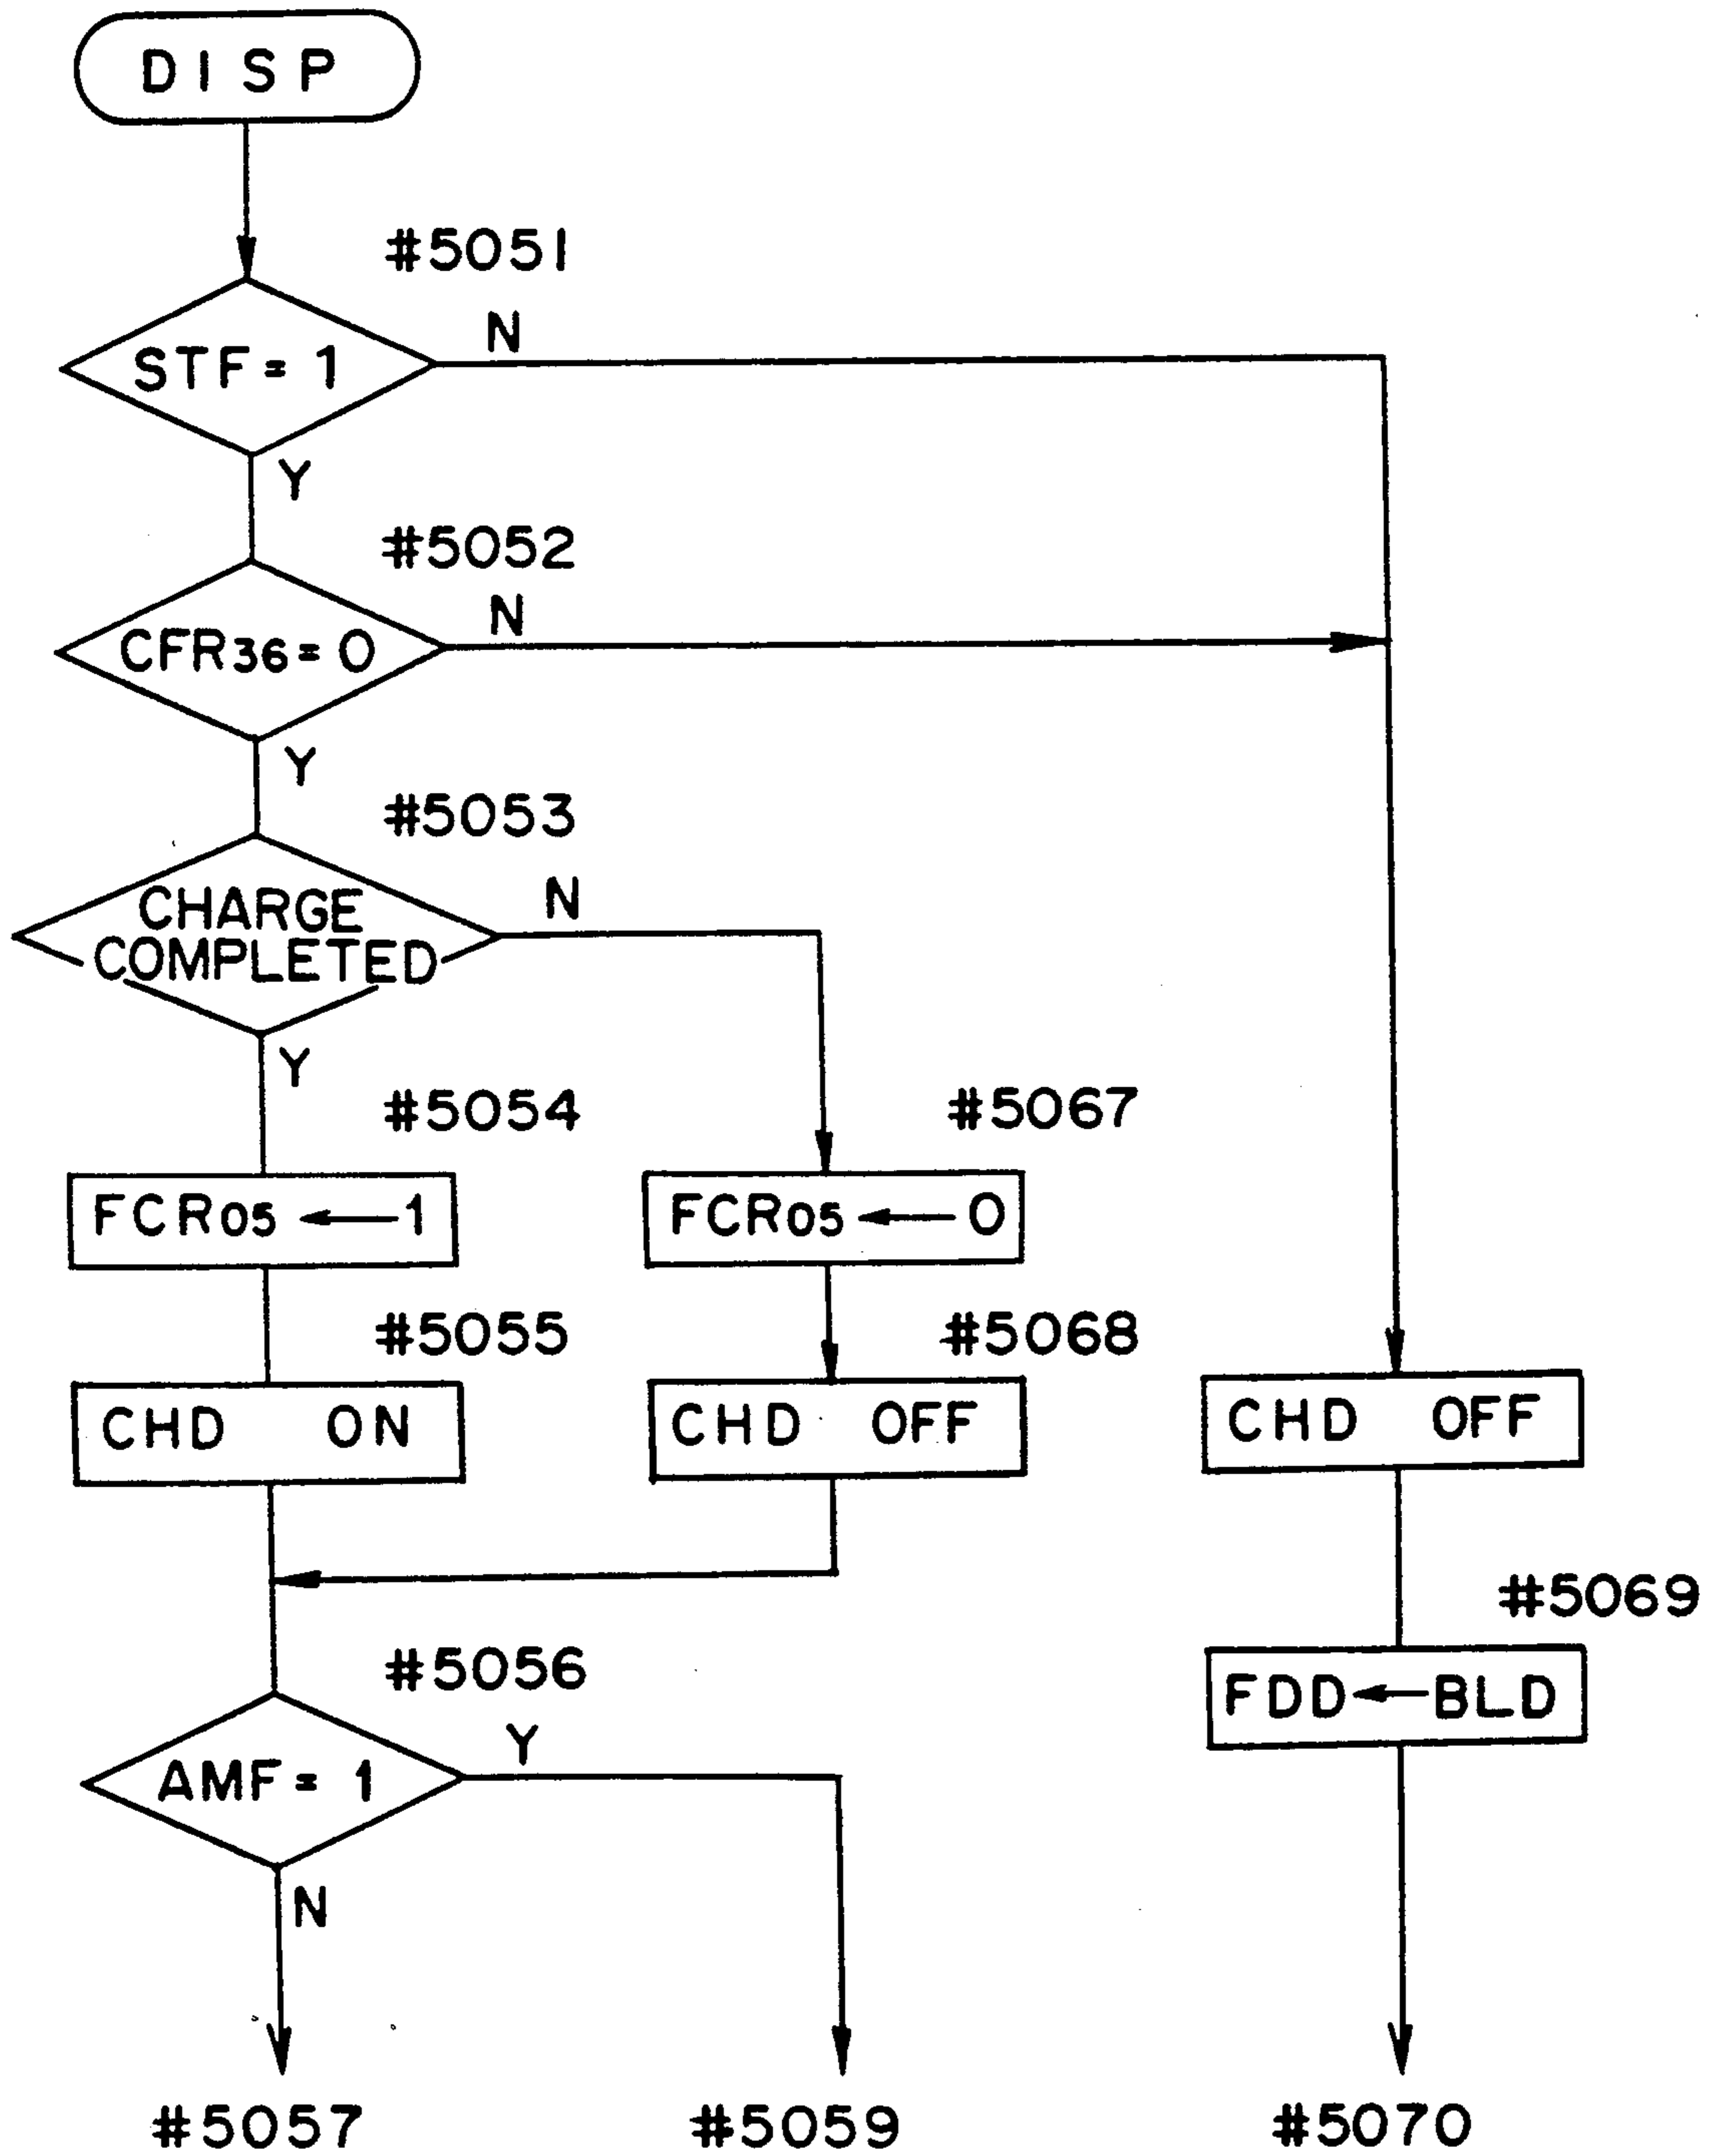 DISP
#5051
STF = 1
N
Y
#5052
CFR36 = 0
N
Y
#5053
CHARGE
COMPLETED
N
Y
#5054
#5067
FCR05 ← 1
FCR05 ← 0
#5055
#5068
CHD ON
CHD OFF
CHD OFF
#5069
FDD ← BLD
#5056
AMF = 1
Y
N
#5057
#5059
#5070